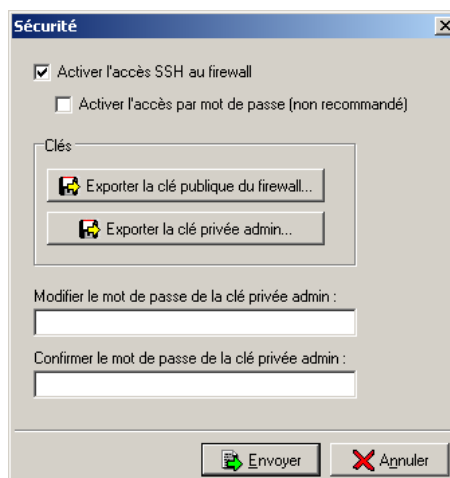 Sécurité
Activer l'accès SSH au firewall
Activer l'accès par mot de passe (non recommandé)
Clés
Exporter la clé publique du firewall...
Exporter la clé privée admin...
Modifier le mot de passe de la clé privée admin :
Confirmer le mot de passe de la clé privée admin :
Envoyer Annuler